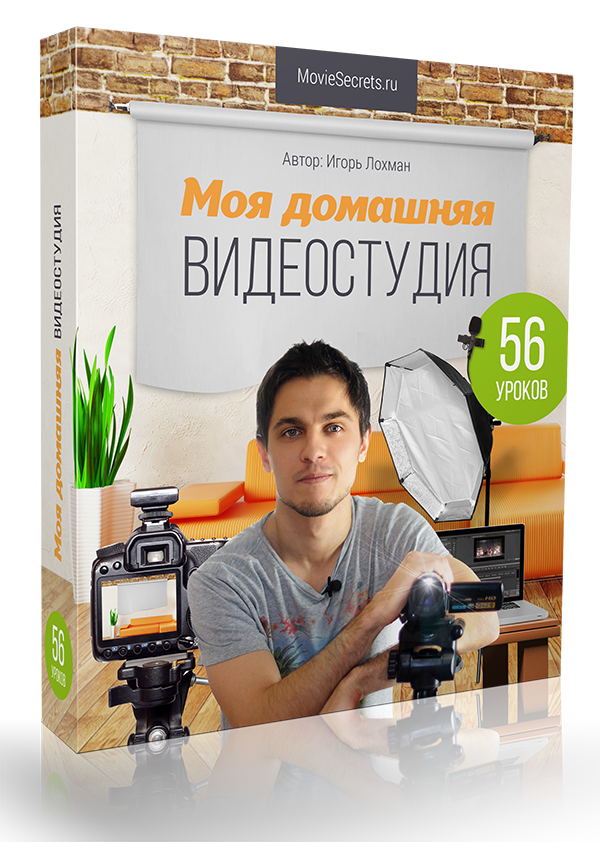 MovieSecrets.ru
Автор: Игорь Лохман
Моя домашняя
ВИДЕОСТУДИЯ
56
УРОКОВ
Моя домашняя ВИДЕОСТУДИЯ
56
УРОКОВ